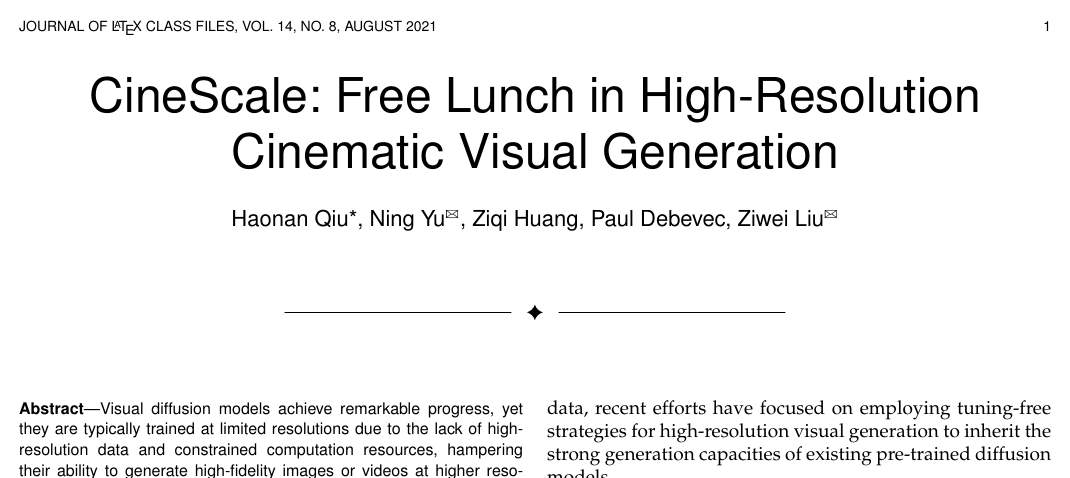 JOURNAL OF LATEX CLASS FILES, VOL. 14, NO. 8, AUGUST 2021
1
CineScale: Free Lunch in High-Resolution
Cinematic Visual Generation
Haonan Qiu*, Ning Yu✉, Ziqi Huang, Paul Debevec, Ziwei Liu✉
Abstract—Visual diffusion models achieve remarkable progress, yet
they are typically trained at limited resolutions due to the lack of high-
resolution data and constrained computation resources, hampering
their ability to generate high-fidelity images or videos at higher reso-
data, recent efforts have focused on employing tuning-free
strategies for high-resolution visual generation to inherit the
strong generation capacities of existing pre-trained diffusion
models